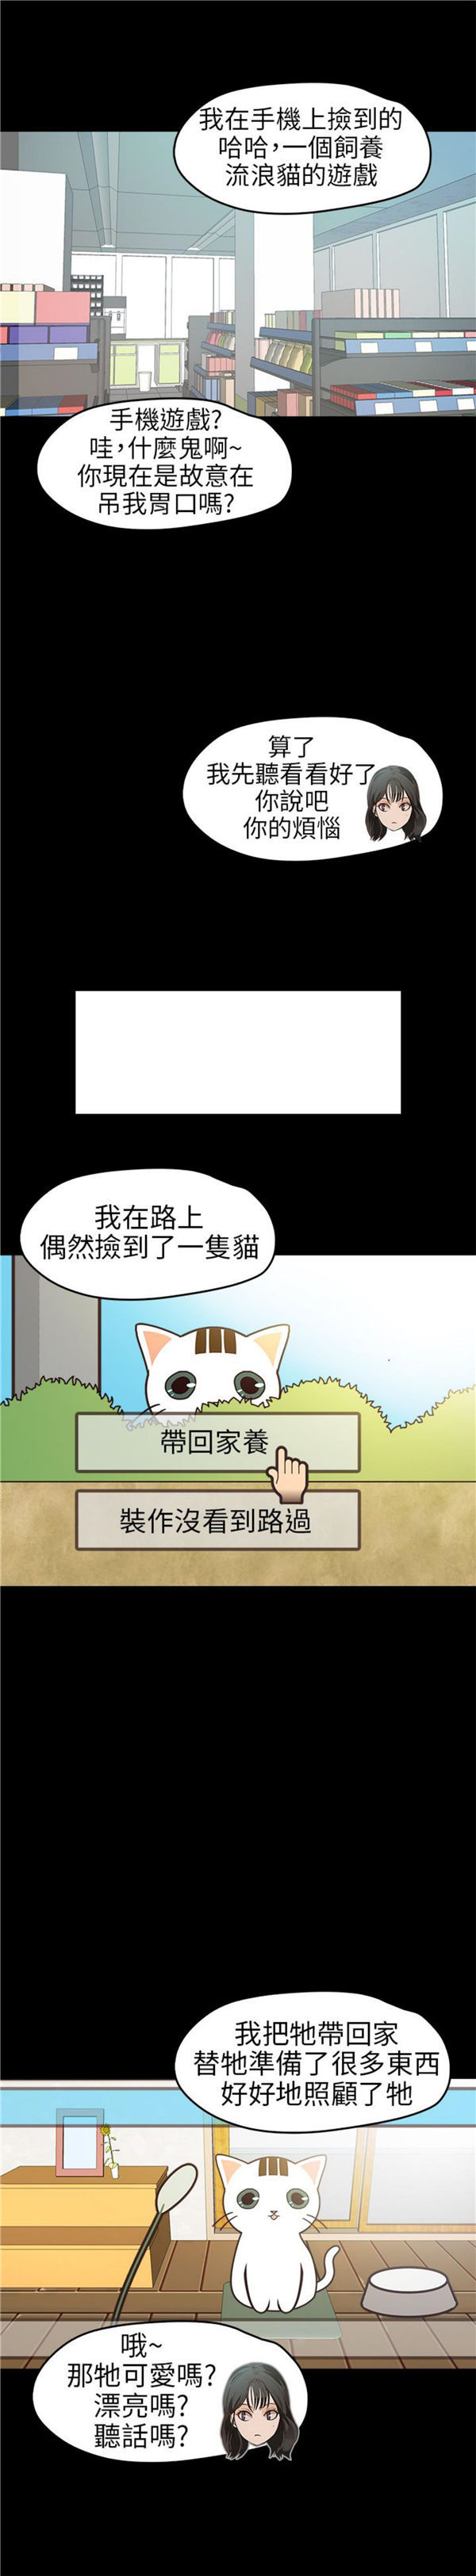 我在手機上撿到的
哈哈，一個飼養
流浪貓的遊戲
手機遊戲?
哇，什麼鬼啊~
你現在是故意在
吊我胃口嗎?
算了
我先聽看看好了
你說吧
你的煩惱
我在路上
偶然撿到了一隻貓
帶回家養
裝作沒看到路過
我把牠帶回家
替牠準備了很多東西
好好地照顧了牠
哦~
那牠可愛嗎?
漂亮嗎?
聽話嗎?